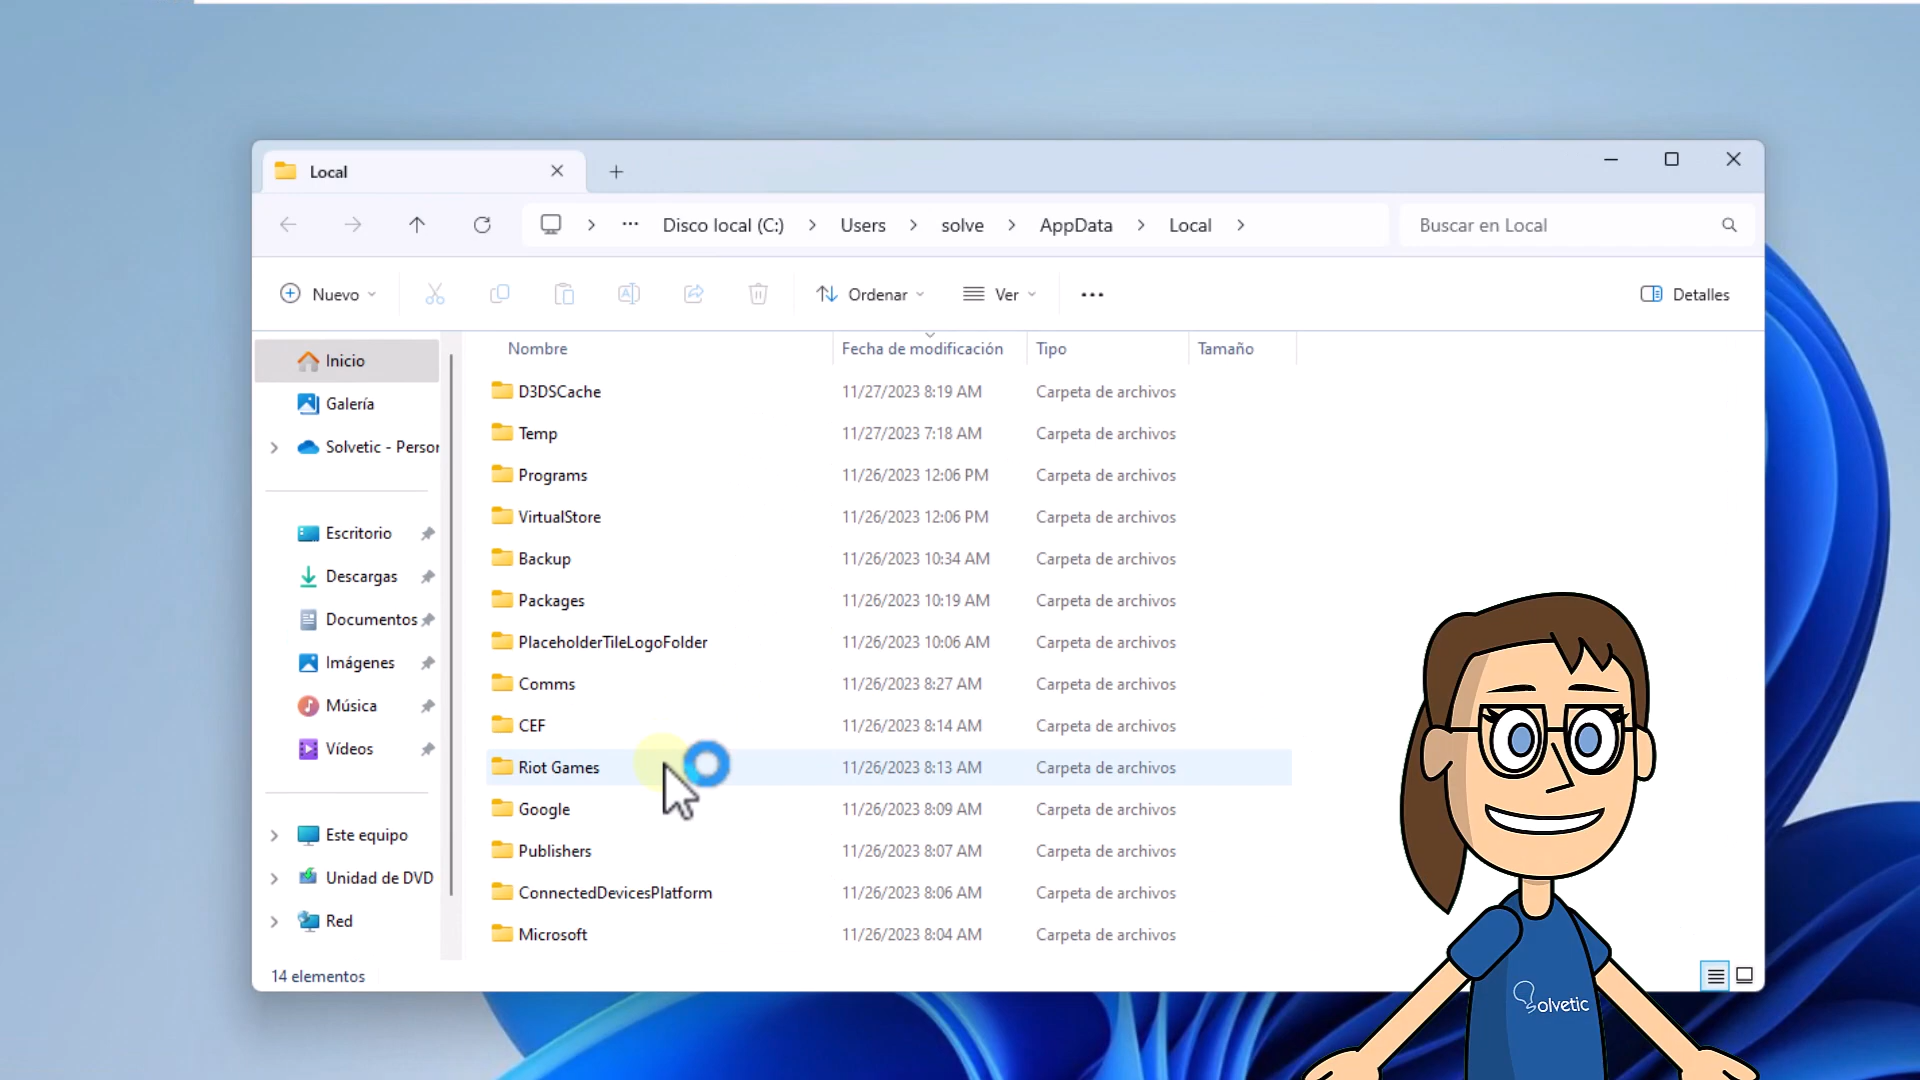 Local
Disco local (C:) Users solve AppData Local
Buscar en Local
Nuevo
Ordenar
Ver
Detalles
Nombre Fecha de modificación Tipo Tamaño
Inicio
Galería
Solvetic - Person
Escritorio
Descargas
Documentos
Imágenes
Música
Vídeos
Este equipo
Unidad de DVD
Red
D3DSCache 11/27/2023 8:19 AM Carpeta de archivos
Temp 11/27/2023 7:18 AM Carpeta de archivos
Programs 11/26/2023 12:06 PM Carpeta de archivos
VirtualStore 11/26/2023 12:06 PM Carpeta de archivos
Backup 11/26/2023 10:34 AM Carpeta de archivos
Packages 11/26/2023 10:19 AM Carpeta de archivos
PlaceholderTileLogoFolder 11/26/2023 10:06 AM Carpeta de archivos
Comms 11/26/2023 8:27 AM Carpeta de archivos
CEF 11/26/2023 8:14 AM Carpeta de archivos
Riot Games 11/26/2023 8:13 AM Carpeta de archivos
Google 11/26/2023 8:09 AM Carpeta de archivos
Publishers 11/26/2023 8:07 AM Carpeta de archivos
ConnectedDevicesPlatform 11/26/2023 8:06 AM Carpeta de archivos
Microsoft 11/26/2023 8:04 AM Carpeta de archivos
14 elementos
Solvetic